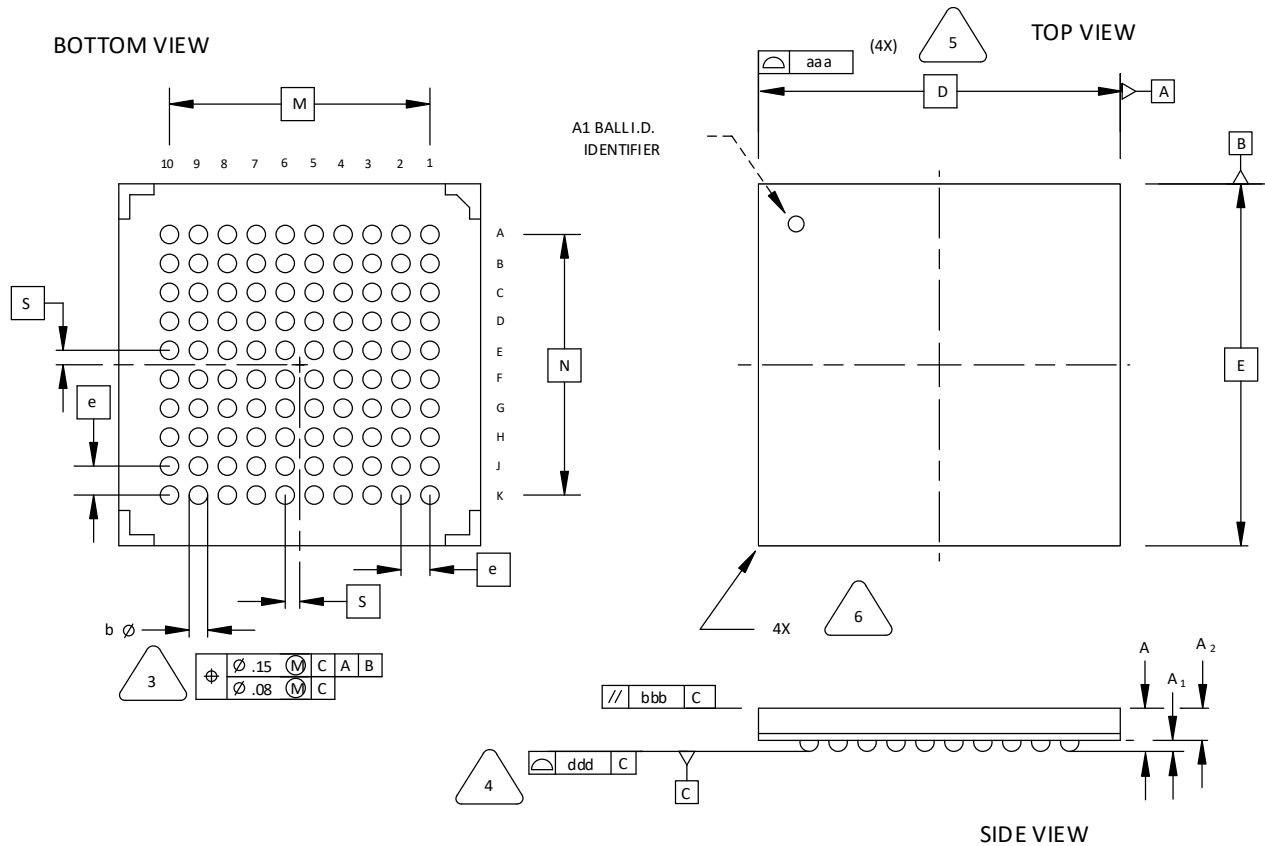 BOTTOM VIEW
M
10 9 8 7 6 5 4 3 2 1
A
B
C
D
E
F
G
H
J
K
S
e
N
e
S
b Ø
3
⌖ Ø .15 Ⓜ C A B
Ø .08 Ⓜ C
TOP VIEW
aaa
(4X)
5
D
A
A1 BALL I.D.
IDENTIFIER
B
E
4X
6
// bbb C
ddd C
4
C
A
A1
A2
SIDE VIEW